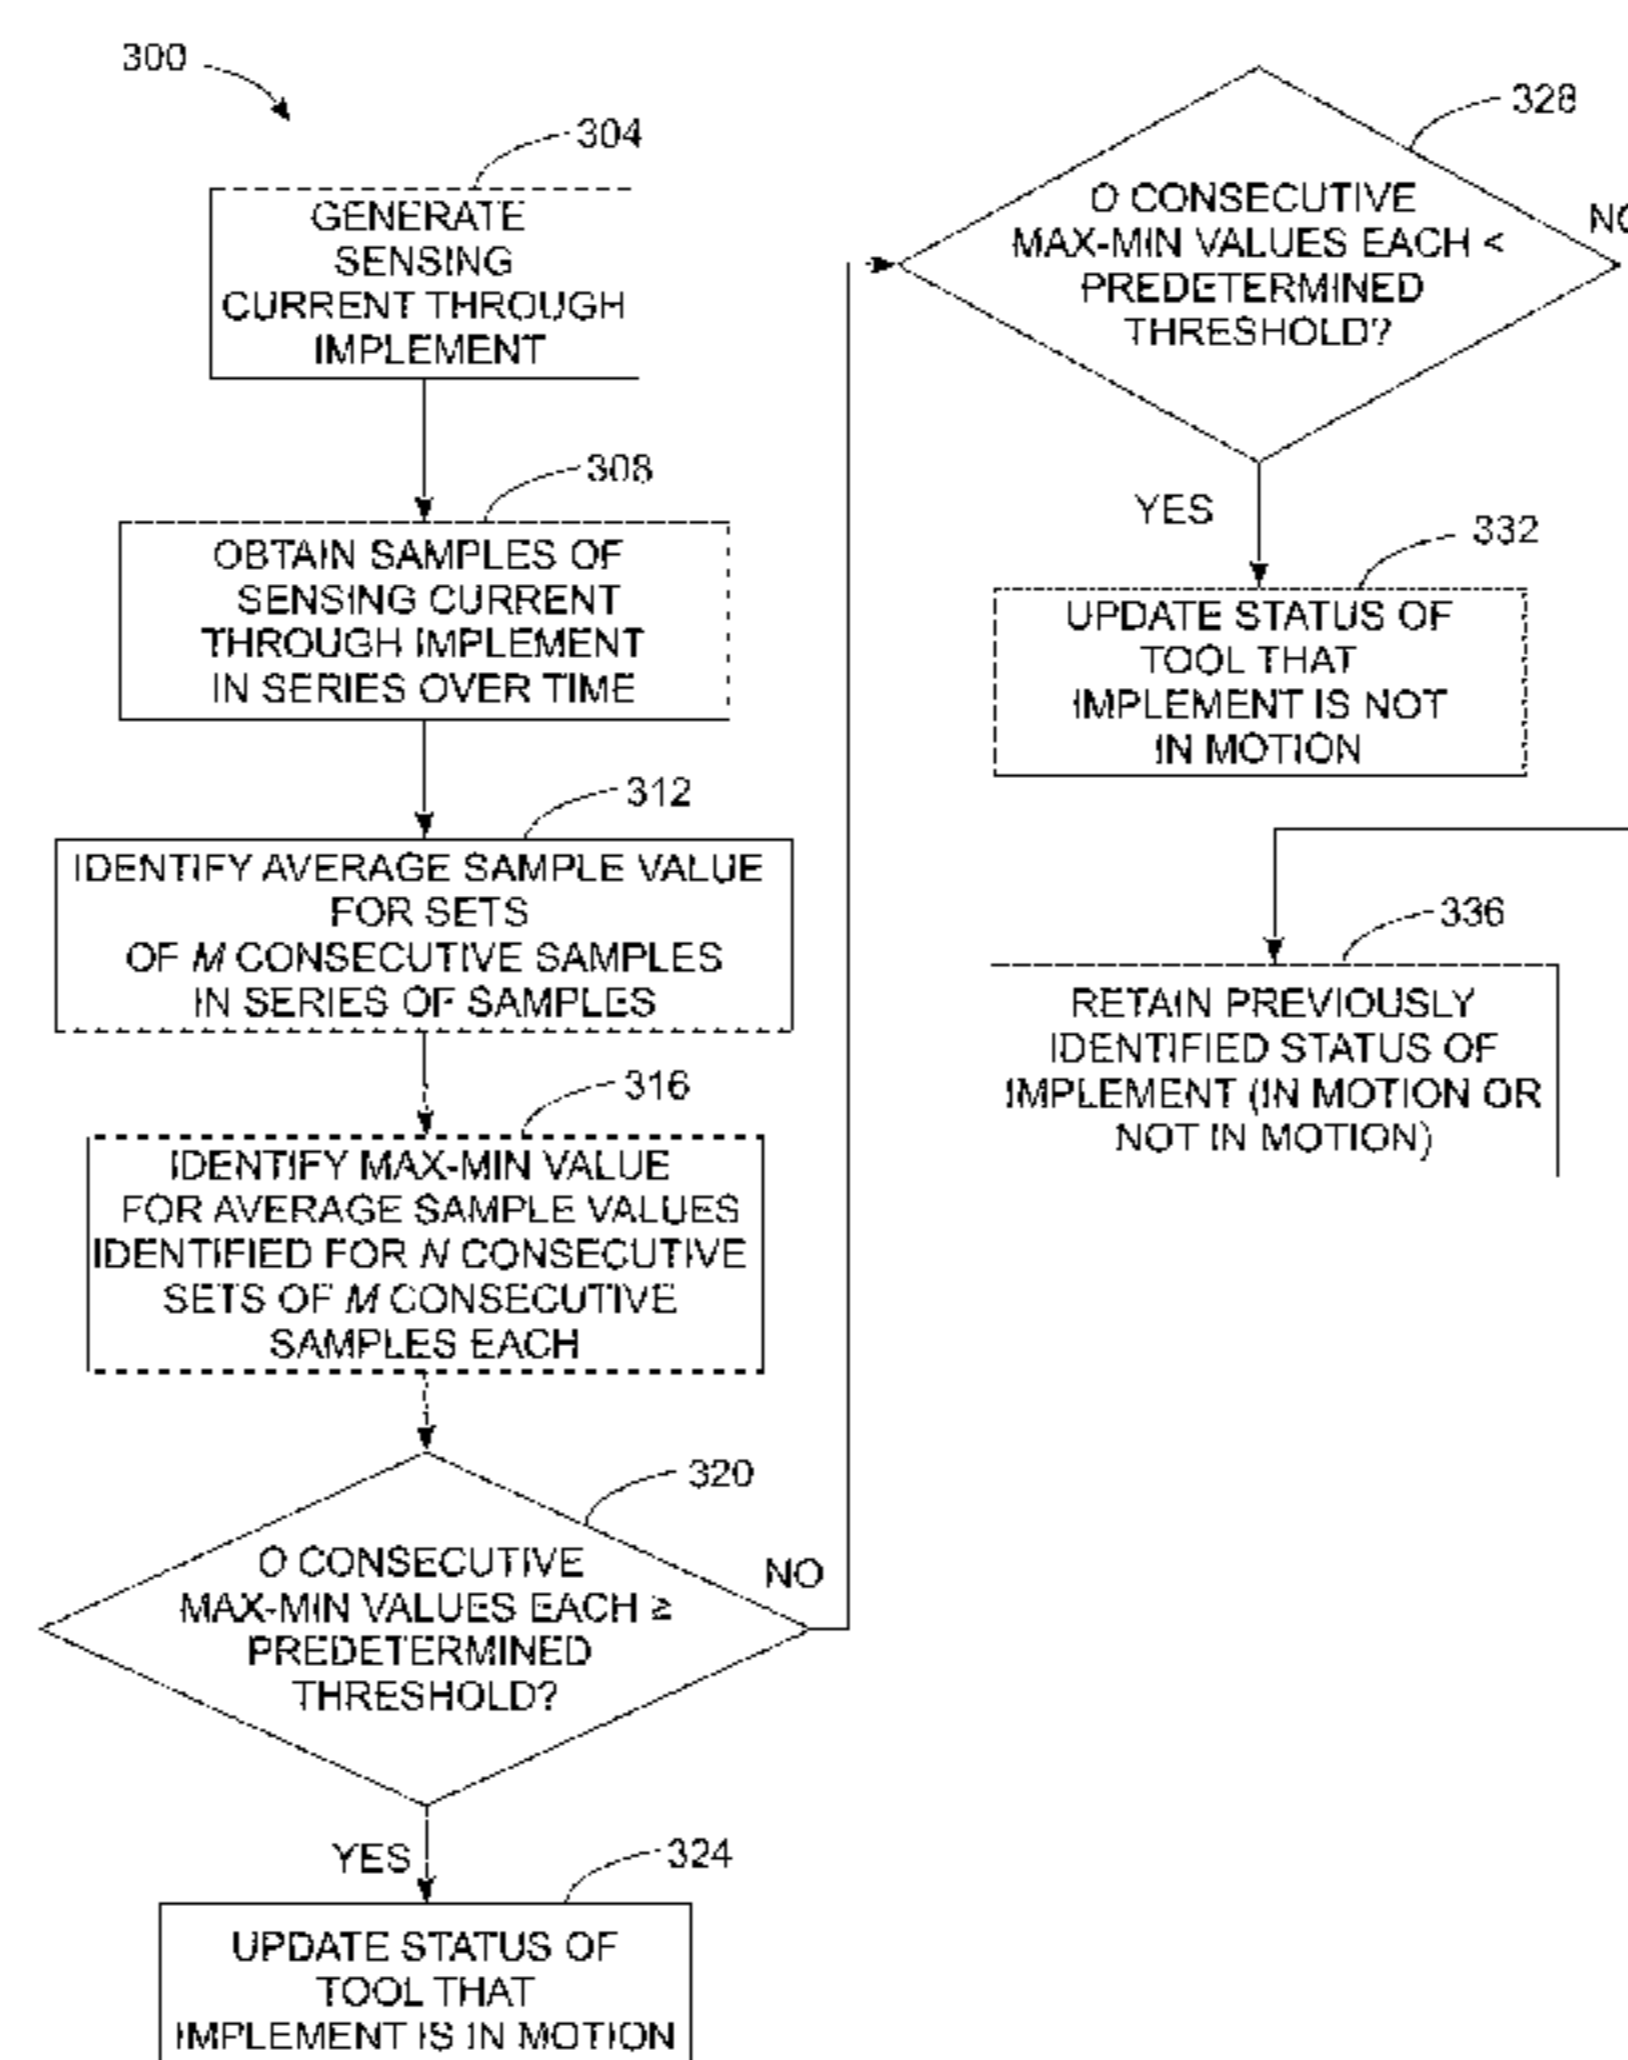 300
304
GENERATE
SENSING
CURRENT THROUGH
IMPLEMENT
308
OBTAIN SAMPLES OF
SENSING CURRENT
THROUGH IMPLEMENT
IN SERIES OVER TIME
312
IDENTIFY AVERAGE SAMPLE VALUE
FOR SETS
OF M CONSECUTIVE SAMPLES
IN SERIES OF SAMPLES
316
IDENTIFY MAX-MIN VALUE
FOR AVERAGE SAMPLE VALUES
IDENTIFIED FOR N CONSECUTIVE
SETS OF M CONSECUTIVE
SAMPLES EACH
320
O CONSECUTIVE
MAX-MIN VALUES EACH ≥
PREDETERMINED
THRESHOLD?
NO
YES
324
UPDATE STATUS OF
TOOL THAT
IMPLEMENT IS IN MOTION
328
O CONSECUTIVE
MAX-MIN VALUES EACH <
PREDETERMINED
THRESHOLD?
NO
YES
332
UPDATE STATUS OF
TOOL THAT
IMPLEMENT IS NOT
IN MOTION
336
RETAIN PREVIOUSLY
IDENTIFIED STATUS OF
IMPLEMENT (IN MOTION OR
NOT IN MOTION)